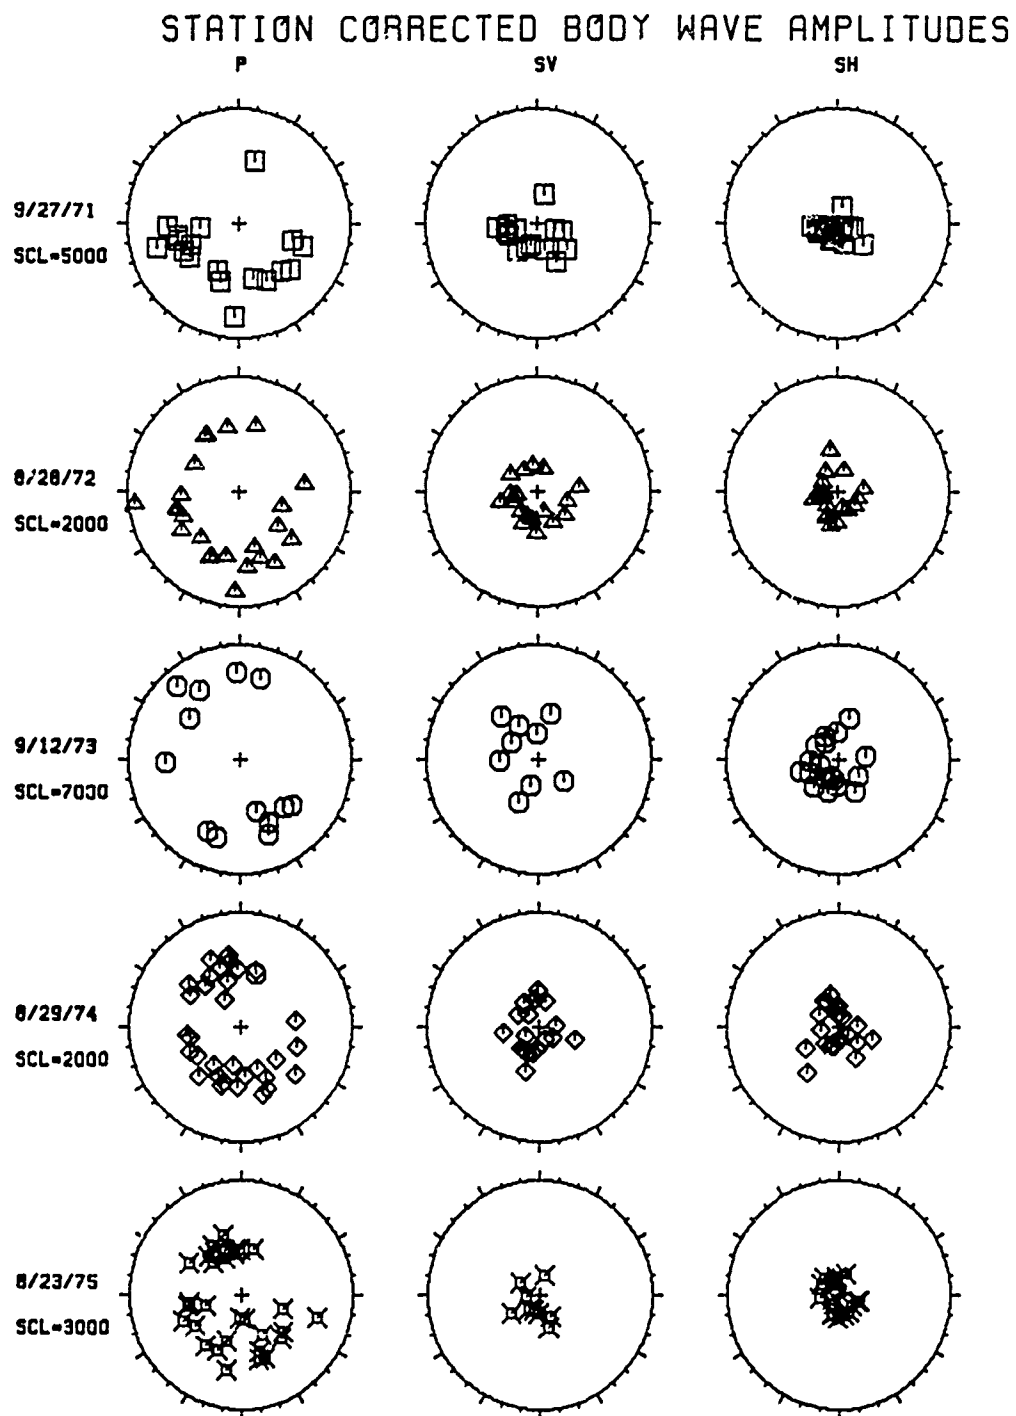 STATION CORRECTED BODY WAVE AMPLITUDES
P SV SH
9/27/71
SCL=5000
8/28/72
SCL=2000
9/12/73
SCL=7000
8/29/74
SCL=2000
8/23/75
SCL=3000